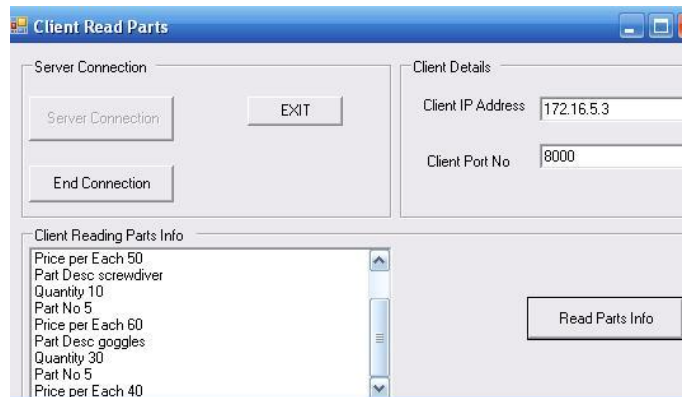 Client Read Parts
Server Connection
Server Connection
EXIT
End Connection
Client Details
Client IP Address 172.16.5.3
Client Port No 8000
Client Reading Parts Info
Price per Each 50
Part Desc screwdiver
Quantity 10
Part No 5
Price per Each 60
Part Desc goggles
Quantity 30
Part No 5
Price per Each 40
Read Parts Info